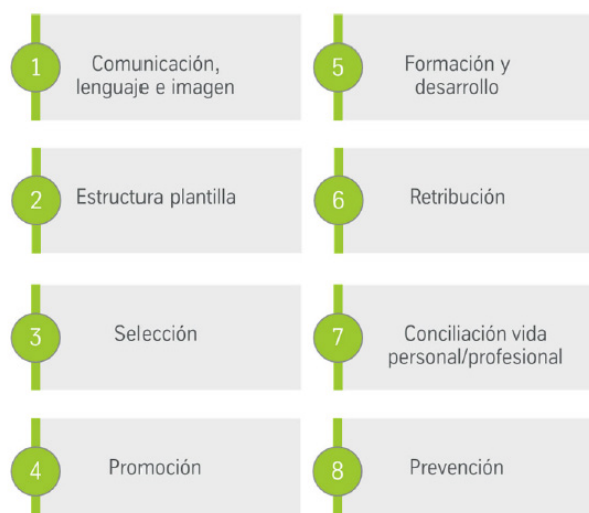 1
Comunicación,
lenguaje e imagen
2
Estructura plantilla
3
Selección
4
Promoción
5
Formación y
desarrollo
6
Retribución
7
Conciliación vida
personal/profesional
8
Prevención